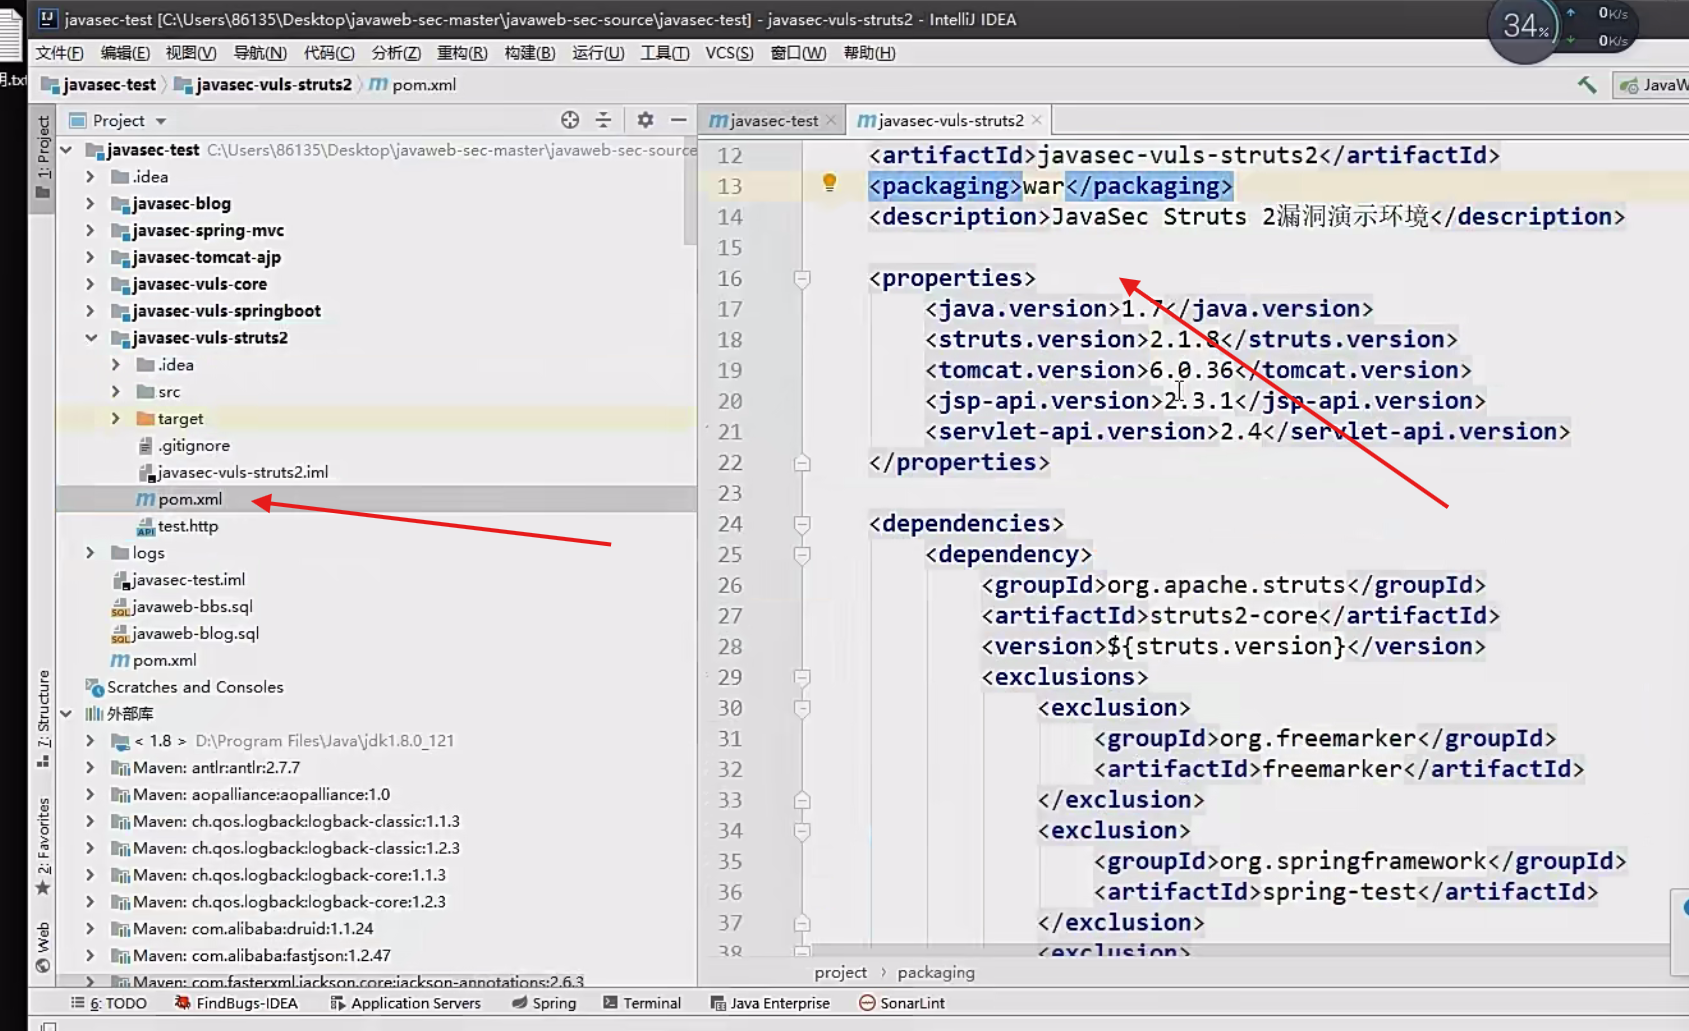 javasec-test [C:\Users\86135\Desktop\javaweb-sec-master\javaweb-sec-source\javasec-test] - javasec-vuls-struts2 - IntelliJ IDEA
34%
0K/s
0K/s
文件(F) 编辑(E) 视图(V) 导航(N) 代码(C) 分析(Z) 重构(R) 构建(B) 运行(U) 工具(T) VCS(S) 窗口(W) 帮助(H)
.txt
javasec-test javasec-vuls-struts2 pom.xml
JavaW
1: Project
7: Structure
2: Favorites
Web
Project
javasec-test C:\Users\86135\Desktop\javaweb-sec-master\javaweb-sec-source
.idea
javasec-blog
javasec-spring-mvc
javasec-tomcat-ajp
javasec-vuls-core
javasec-vuls-springboot
javasec-vuls-struts2
.idea
src
target
.gitignore
javasec-vuls-struts2.iml
pom.xml
test.http
logs
javasec-test.iml
javaweb-bbs.sql
javaweb-blog.sql
pom.xml
Scratches and Consoles
外部库
< 1.8 > D:\Program Files\Java\jdk1.8.0_121
Maven: antlr:antlr:2.7.7
Maven: aopalliance:aopalliance:1.0
Maven: ch.qos.logback:logback-classic:1.1.3
Maven: ch.qos.logback:logback-classic:1.2.3
Maven: ch.qos.logback:logback-core:1.1.3
Maven: ch.qos.logback:logback-core:1.2.3
Maven: com.alibaba:druid:1.1.24
Maven: com.alibaba:fastjson:1.2.47
Maven: com.fasterxml.jackson.core:jackson-annotations:2.6.3
javasec-test javasec-vuls-struts2
12 <artifactId>javasec-vuls-struts2</artifactId>
13 <packaging>war</packaging>
14 <description>JavaSec Struts 2漏洞演示环境</description>
15
16 <properties>
17 <java.version>1.7</java.version>
18 <struts.version>2.1.8</struts.version>
19 <tomcat.version>6.0.36</tomcat.version>
20 <jsp-api.version>2.3.1</jsp-api.version>
21 <servlet-api.version>2.4</servlet-api.version>
22 </properties>
23
24 <dependencies>
25 <dependency>
26 <groupId>org.apache.struts</groupId>
27 <artifactId>struts2-core</artifactId>
28 <version>${struts.version}</version>
29 <exclusions>
30 <exclusion>
31 <groupId>org.freemarker</groupId>
32 <artifactId>freemarker</artifactId>
33 </exclusion>
34 <exclusion>
35 <groupId>org.springframework</groupId>
36 <artifactId>spring-test</artifactId>
37 </exclusion>
38 <exclusion>
project › packaging
6: TODO FindBugs-IDEA Application Servers Spring Terminal Java Enterprise SonarLint